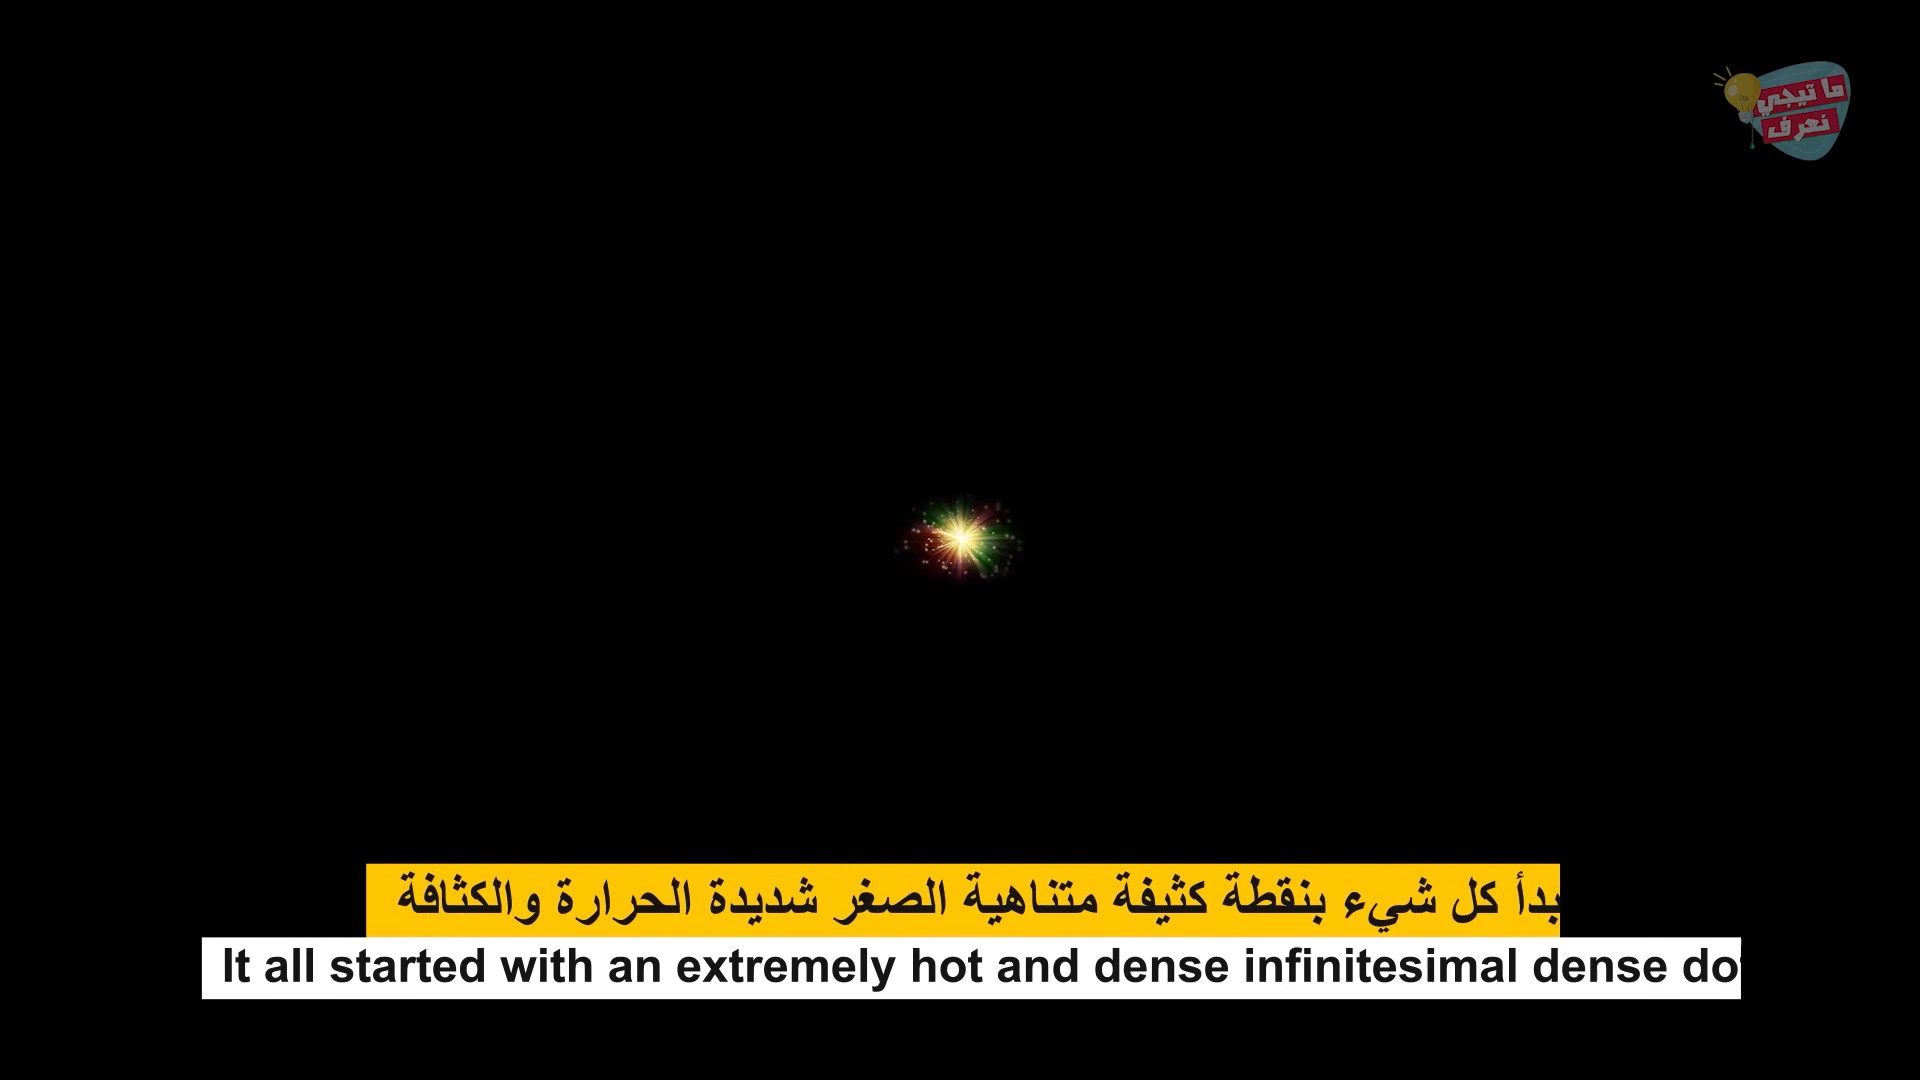 ما تيجي
نعرف
بدأ كل شيء بنقطة كثيفة متناهية الصغر شديدة الحرارة والكثافة
It all started with an extremely hot and dense infinitesimal dense dot